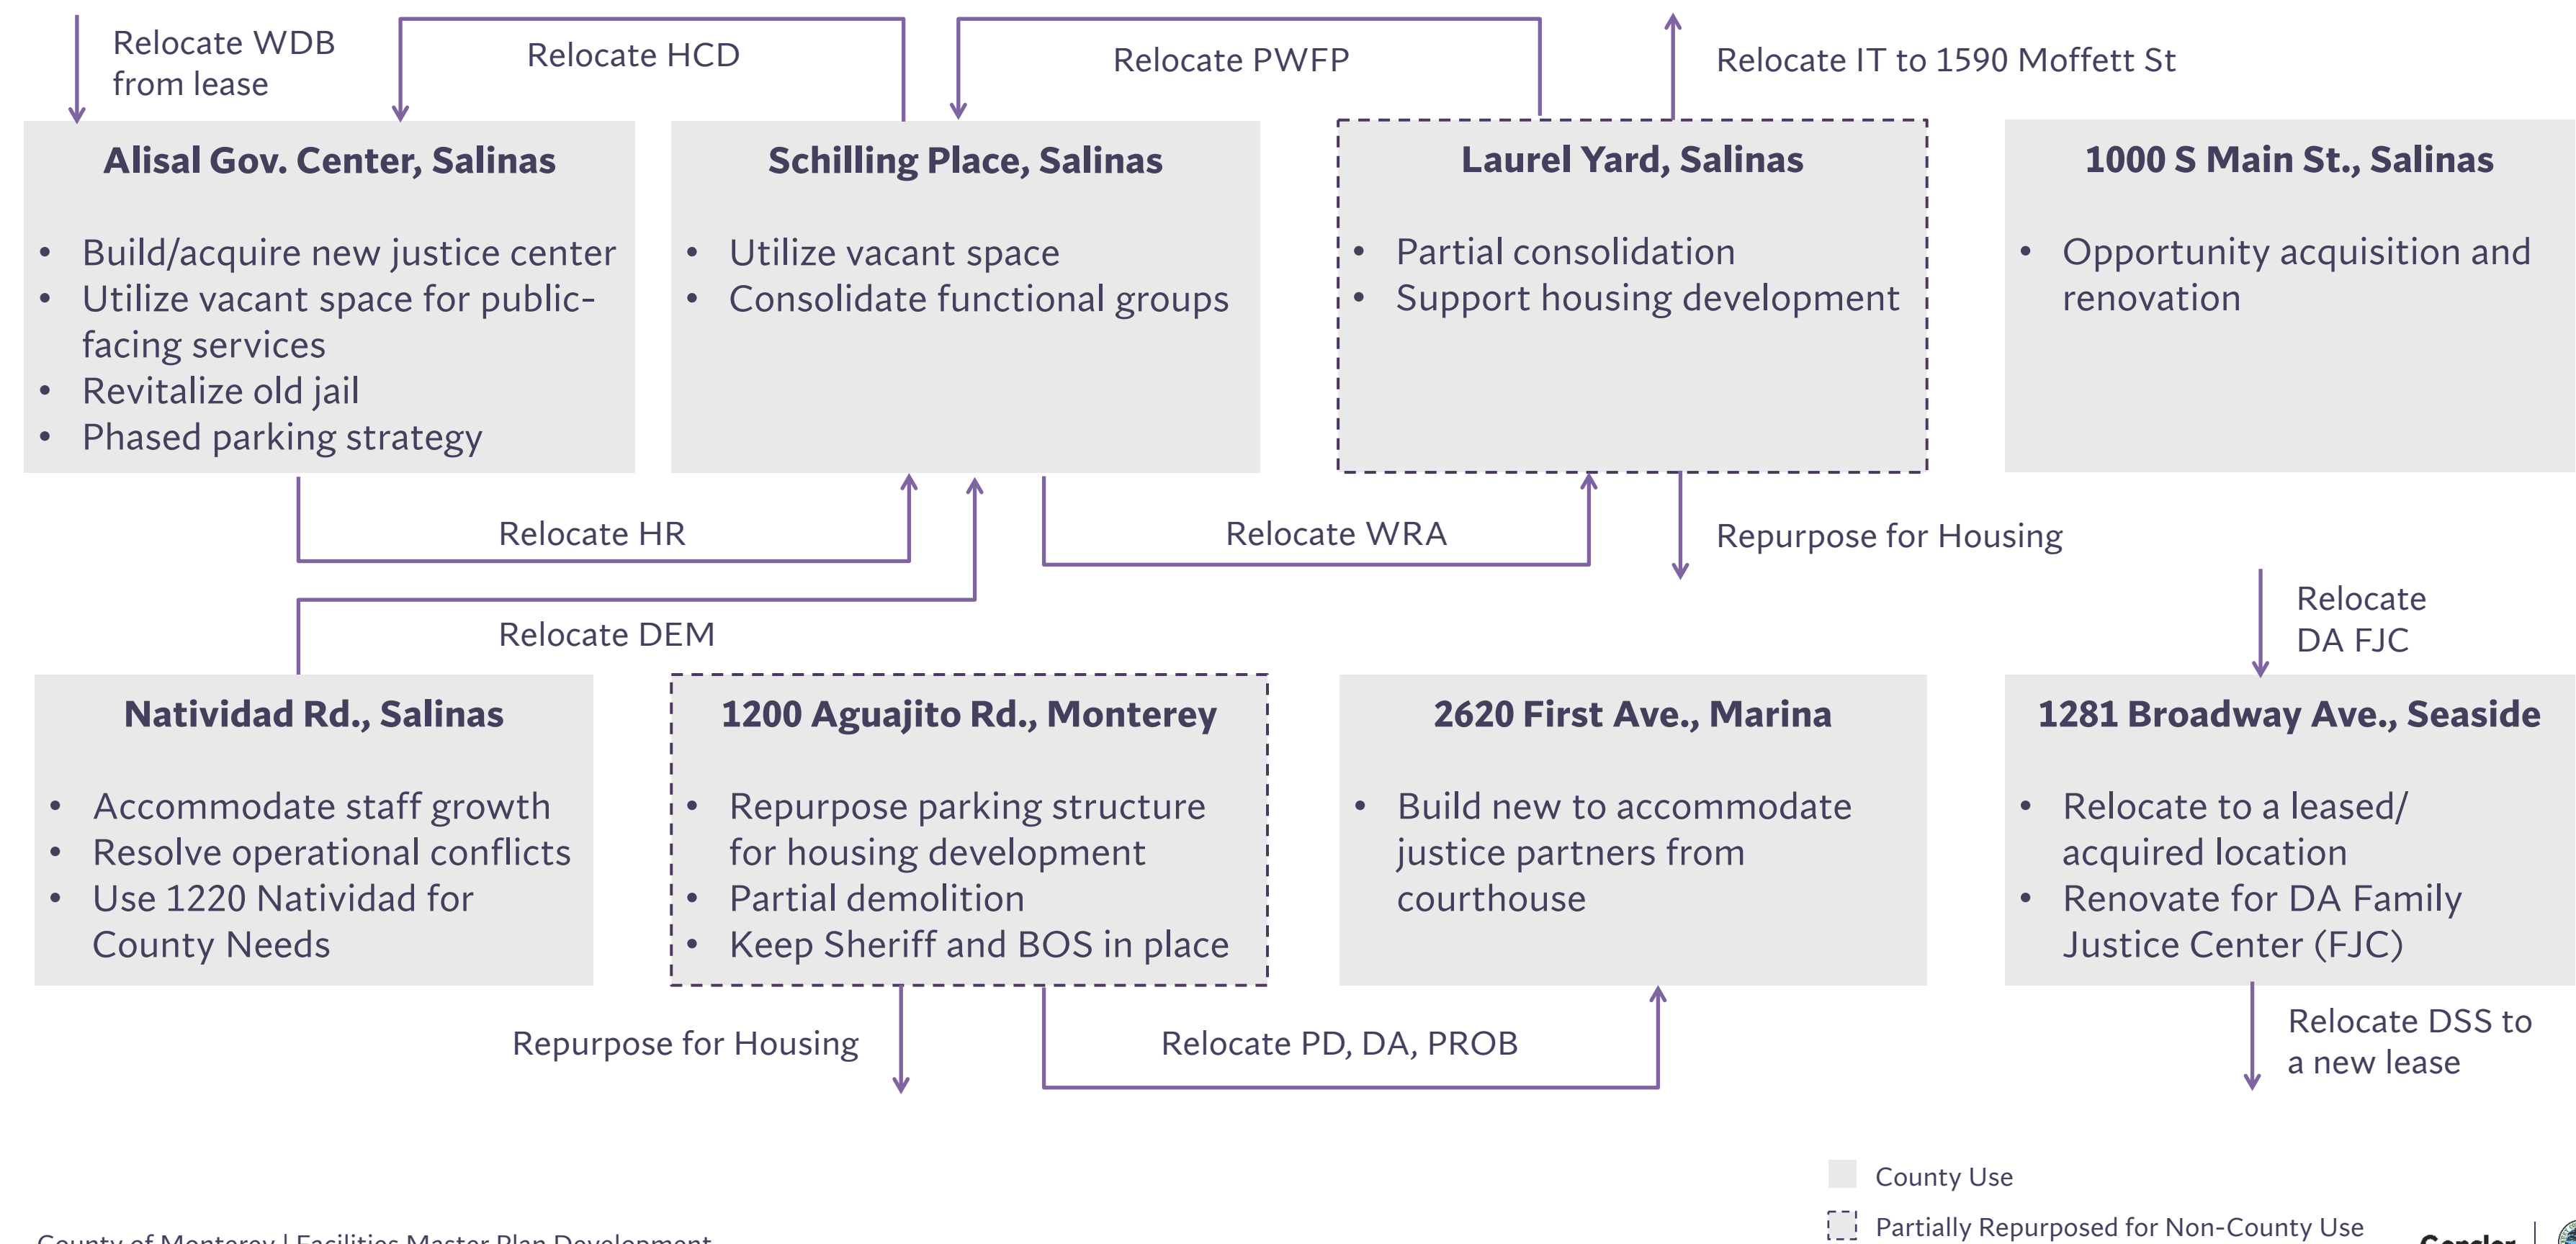 Relocate WDB
from lease
Relocate HCD
Relocate PWFP
Relocate IT to 1590 Moffett St
Alisal Gov. Center, Salinas
• Build/acquire new justice center
• Utilize vacant space for public-
facing services
• Revitalize old jail
• Phased parking strategy
Schilling Place, Salinas
• Utilize vacant space
• Consolidate functional groups
Laurel Yard, Salinas
• Partial consolidation
• Support housing development
1000 S Main St., Salinas
• Opportunity acquisition and
renovation
Relocate HR
Relocate WRA
Repurpose for Housing
Relocate DEM
Relocate
DA FJC
Natividad Rd., Salinas
• Accommodate staff growth
• Resolve operational conflicts
• Use 1220 Natividad for
County Needs
1200 Aguajito Rd., Monterey
• Repurpose parking structure
for housing development
• Partial demolition
• Keep Sheriff and BOS in place
2620 First Ave., Marina
• Build new to accommodate
justice partners from
courthouse
1281 Broadway Ave., Seaside
• Relocate to a leased/
acquired location
• Renovate for DA Family
Justice Center (FJC)
Repurpose for Housing
Relocate PD, DA, PROB
Relocate DSS to
a new lease
County Use
Partially Repurposed for Non-County Use
County of Monterey | Facilities Master Plan Development
Gensler